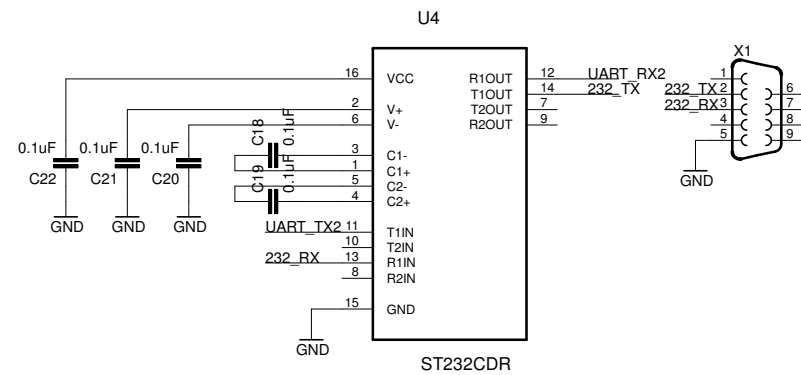 U4
X1
16 VCC R1OUT 12 UART_RX2 1
T1OUT 14 232_TX 232_TX 2 6
2 V+ T2OUT 7 232_RX 3 7
6 V- R2OUT 9 4 8
5 9
C18 0.1uF
0.1uF 0.1uF 0.1uF 3 C1-
1 C1+
C19 0.1uF
C22 C21 C20 5 C2-
4 C2+
GND
GND GND GND UART_TX2 11 T1IN
10 T2IN
232_RX 13 R1IN
8 R2IN
15 GND
GND
ST232CDR